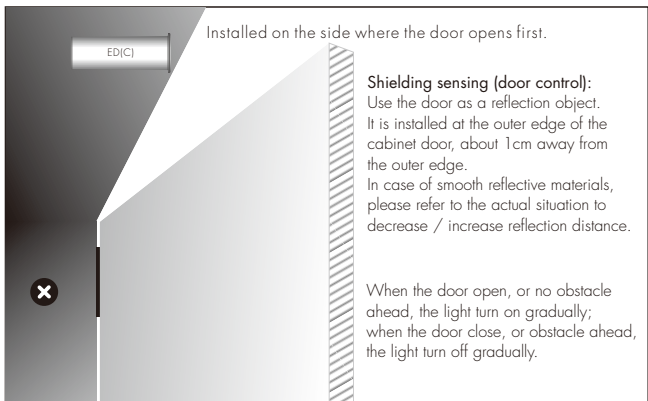 Installed on the side where the door opens first.
ED(C)
Shielding sensing (door control):
Use the door as a reflection object.
It is installed at the outer edge of the
cabinet door, about 1cm away from
the outer edge.
In case of smooth reflective materials,
please refer to the actual situation to
decrease / increase reflection distance.
When the door open, or no obstacle
ahead, the light turn on gradually;
when the door close, or obstacle ahead,
the light turn off gradually.